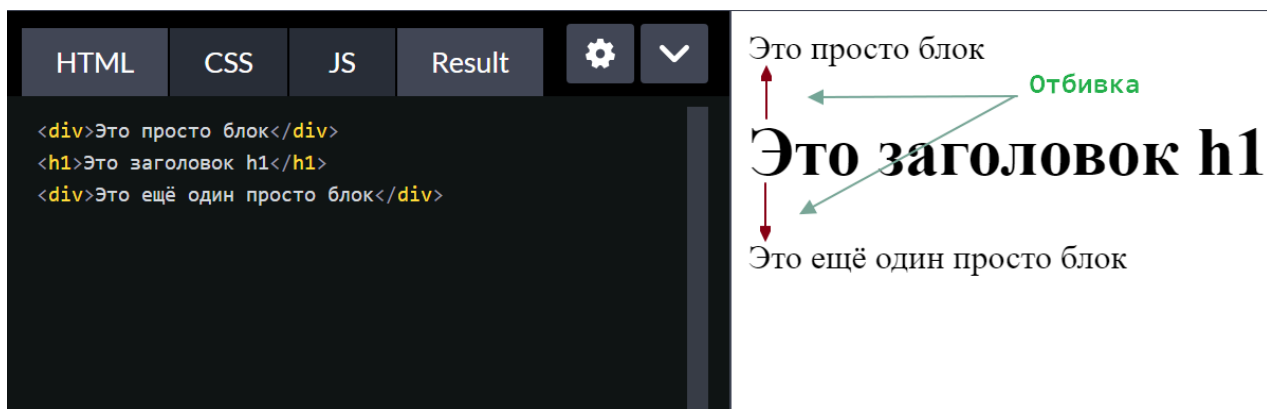 HTML CSS JS Result
<div>Это просто блок</div>
<h1>Это заголовок h1</h1>
<div>Это ещё один просто блок</div>
Это просто блок
Отбивка
Это заголовок h1
Это ещё один просто блок